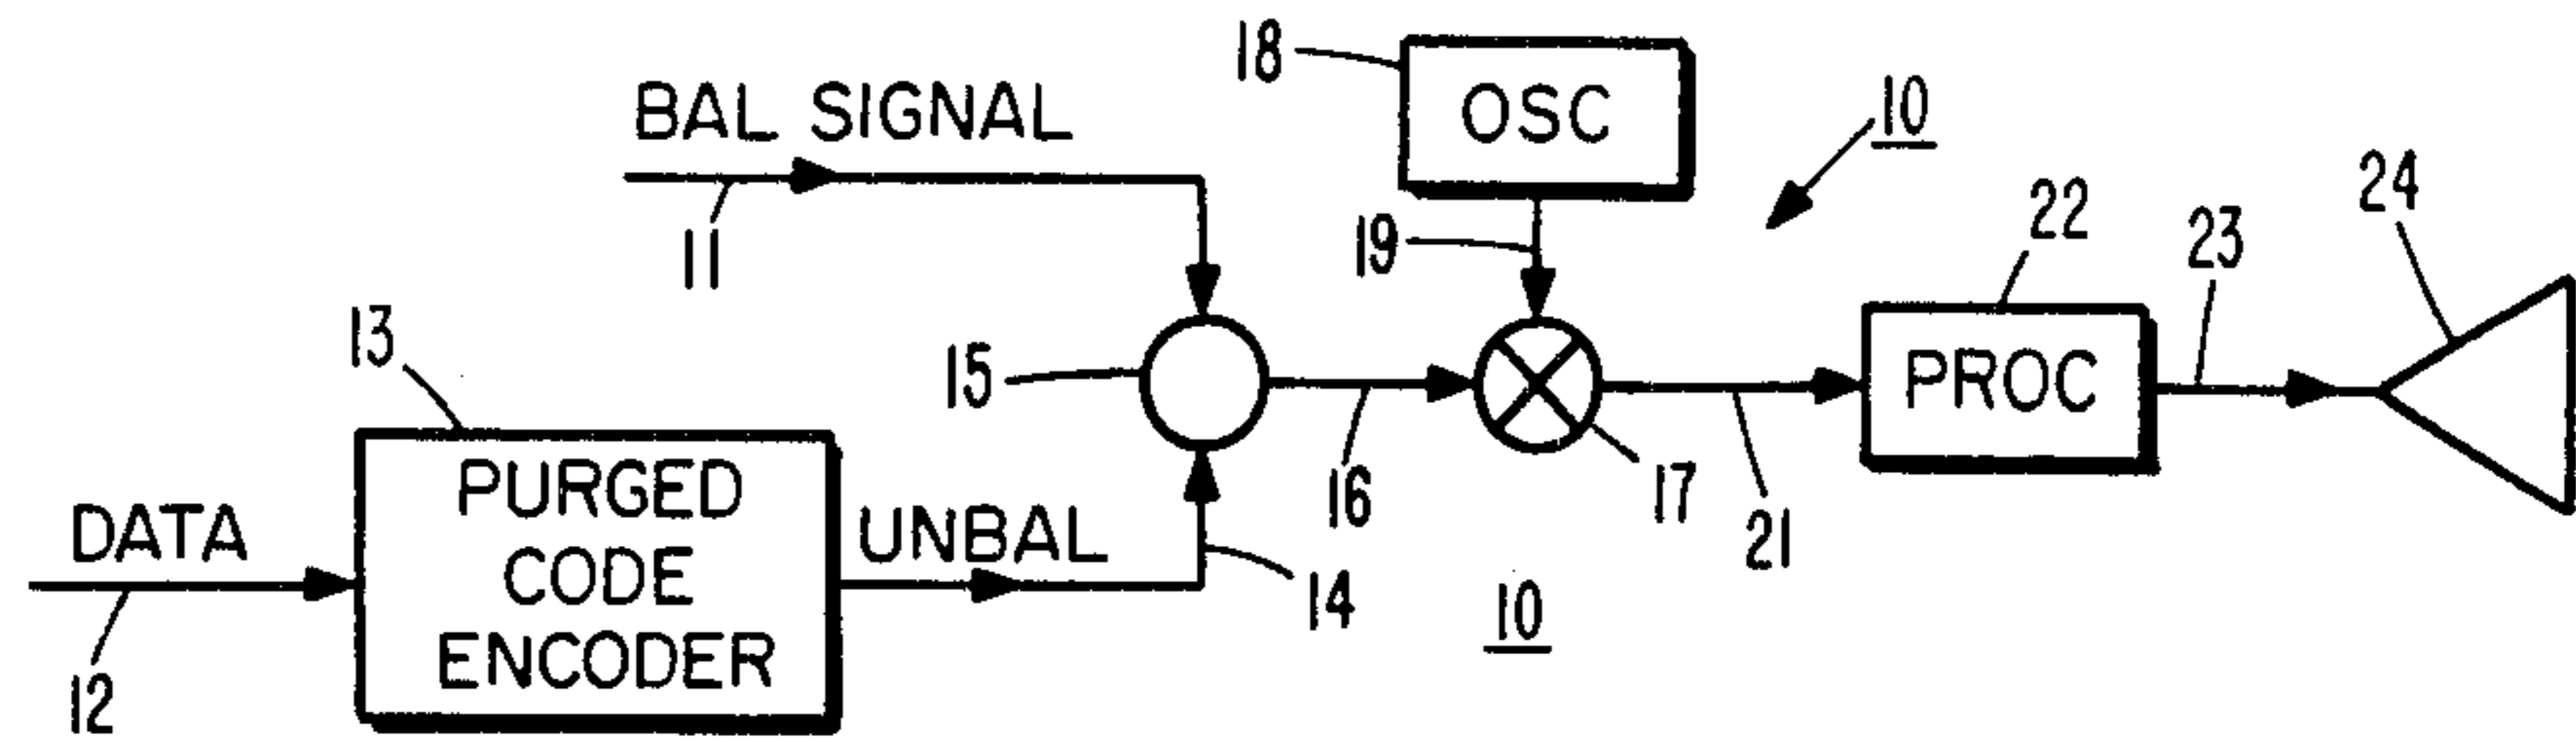 18
OSC
10
BAL SIGNAL
11
19
22
23
24
13
15
PROC
PURGED
CODE
ENCODER
16
17
21
DATA
UNBAL
14
10
12